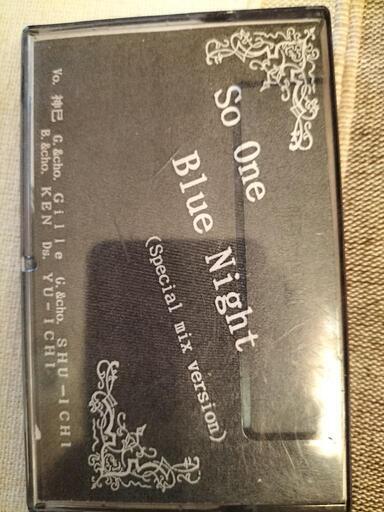 So One
Blue Night
(Special mix version)
Vo. 神巳 G.&cho. Gille G.&cho. SHU-ICHI
B.&cho. KEN Ds. YU-ICHI